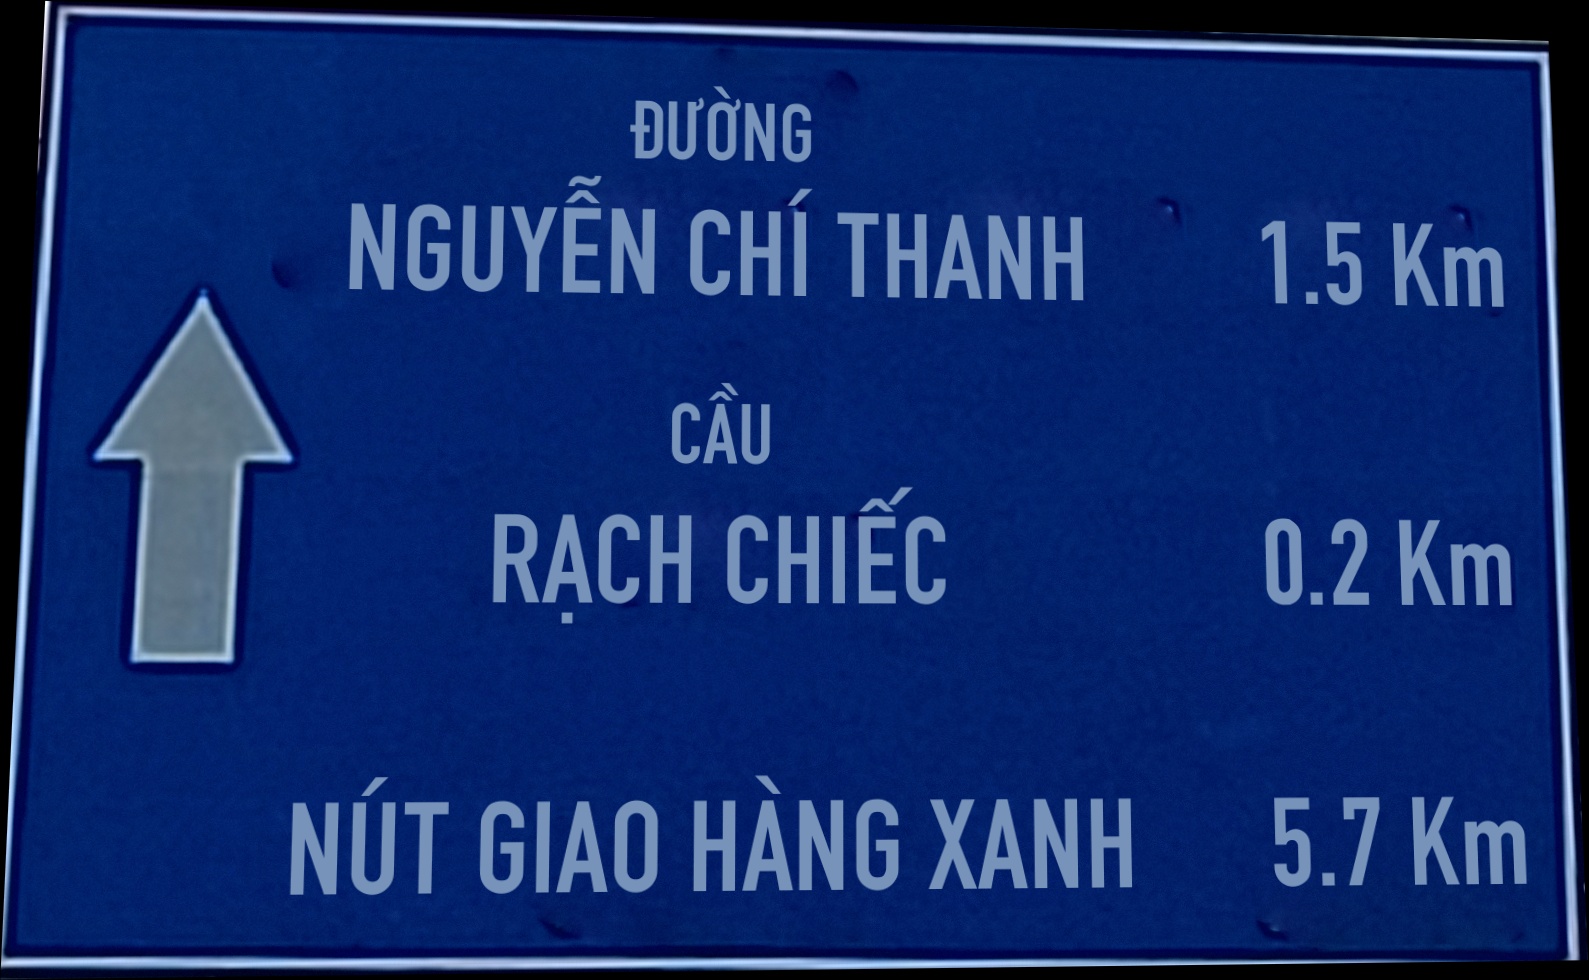 ĐƯỜNG
NGUYỄN CHÍ THANH 1.5 Km
CẦU
RẠCH CHIẾC 0.2 Km
NÚT GIAO HÀNG XANH 5.7 Km